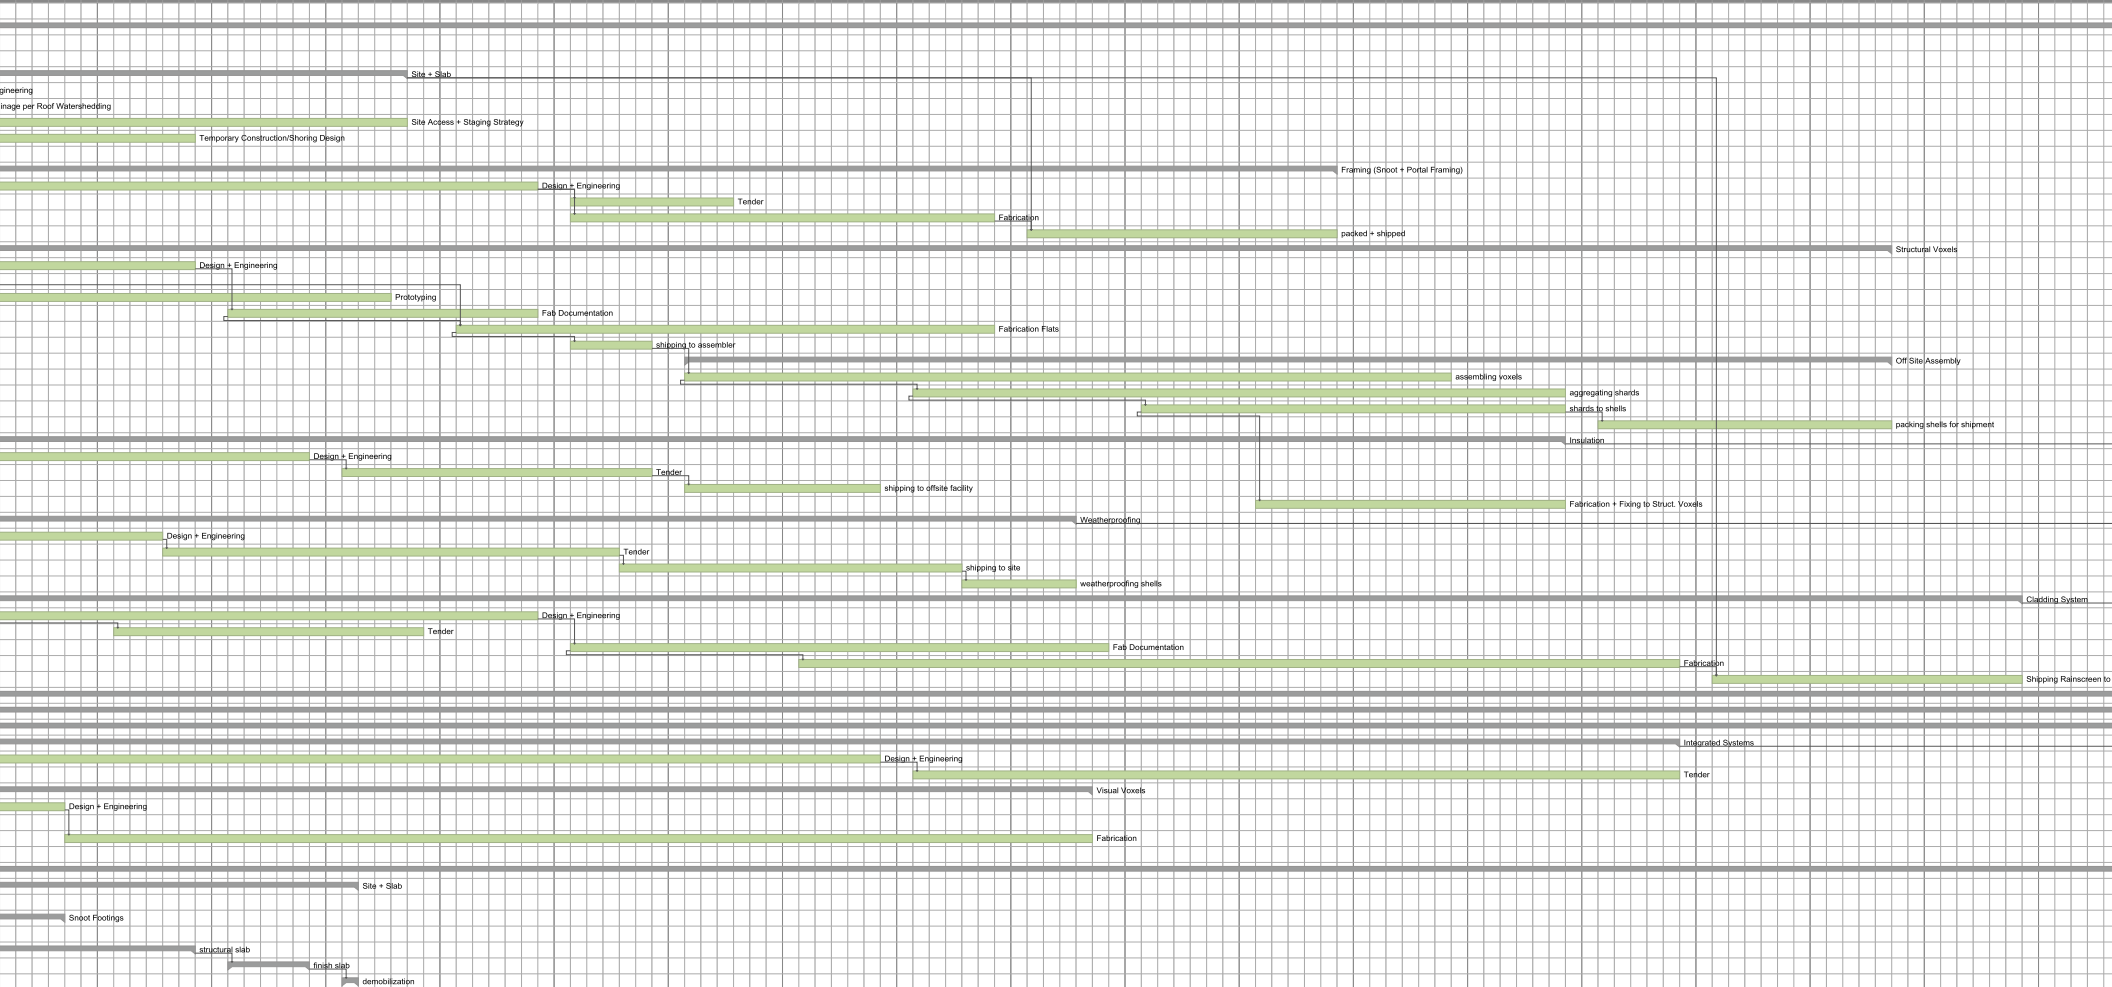 Site + Slab
gineering
inage per Roof Watershedding
Site Access + Staging Strategy
Temporary Construction/Shoring Design
Framing (Snoot + Portal Framing)
Design + Engineering
Tender
Fabrication
packed + shipped
Structural Voxels
Design + Engineering
Prototyping
Fab Documentation
Fabrication Flats
shipping to assembler
Off Site Assembly
assembling voxels
aggregating shards
shards to shells
packing shells for shipment
Insulation
Design + Engineering
Tender
shipping to offsite facility
Fabrication + Fixing to Struct. Voxels
Weatherproofing
Design + Engineering
Tender
shipping to site
weatherproofing shells
Cladding System
Design + Engineering
Tender
Fab Documentation
Fabrication
Shipping Rainscreen to
Integrated Systems
Design + Engineering
Tender
Visual Voxels
Design + Engineering
Fabrication
Site + Slab
Snoot Footings
structural slab
finish slab
demobilization